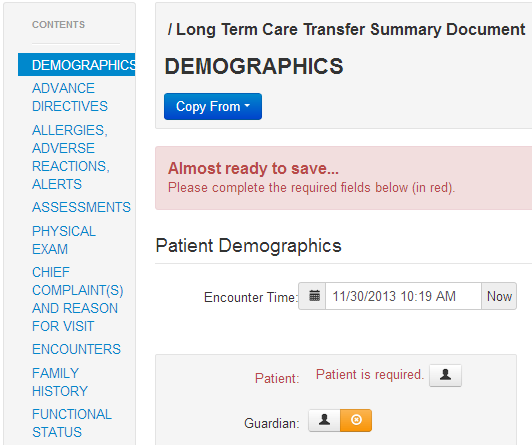 CONTENTS
DEMOGRAPHICS
ADVANCE
DIRECTIVES
ALLERGIES,
ADVERSE
REACTIONS,
ALERTS
ASSESSMENTS
PHYSICAL
EXAM
CHIEF
COMPLAINT(S)
AND REASON
FOR VISIT
ENCOUNTERS
FAMILY
HISTORY
FUNCTIONAL
STATUS
/ Long Term Care Transfer Summary Document
DEMOGRAPHICS
Copy From
Almost ready to save...
Please complete the required fields below (in red).
Patient Demographics
Encounter Time: 11/30/2013 10:19 AM Now
Patient: Patient is required.
Guardian: